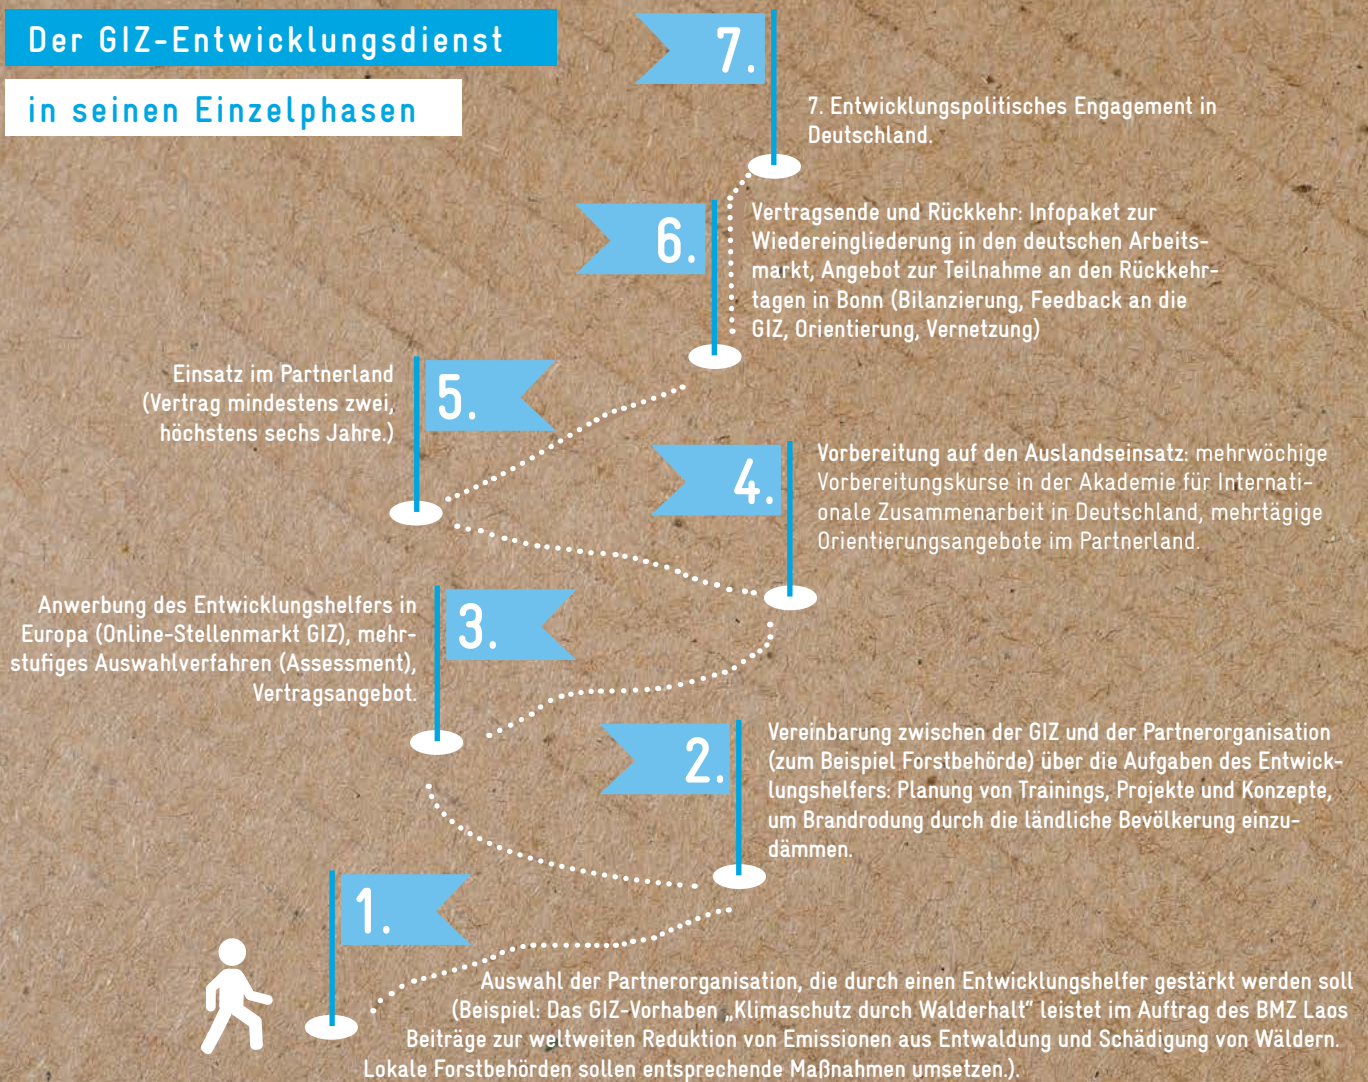 Der GIZ-Entwicklungsdienst
in seinen Einzelphasen
7.
7. Entwicklungspolitisches Engagement in
Deutschland.
6.
Vertragsende und Rückkehr: Infopaket zur
Wiedereingliederung in den deutschen Arbeits-
markt, Angebot zur Teilnahme an den Rückkehr-
tagen in Bonn (Bilanzierung, Feedback an die
GIZ, Orientierung, Vernetzung)
Einsatz im Partnerland
(Vertrag mindestens zwei,
höchstens sechs Jahre.)
5.
4.
Vorbereitung auf den Auslandseinsatz: mehrwöchige
Vorbereitungskurse in der Akademie für Internati-
onale Zusammenarbeit in Deutschland, mehrtägige
Orientierungsangebote im Partnerland.
Anwerbung des Entwicklungshelfers in
Europa (Online-Stellenmarkt GIZ), mehr-
stufiges Auswahlverfahren (Assessment),
Vertragsangebot.
3.
2.
Vereinbarung zwischen der GIZ und der Partnerorganisation
(zum Beispiel Forstbehörde) über die Aufgaben des Entwick-
lungshelfers: Planung von Trainings, Projekte und Konzepte,
um Brandrodung durch die ländliche Bevölkerung einzu-
dämmen.
1.
Auswahl der Partnerorganisation, die durch einen Entwicklungshelfer gestärkt werden soll
(Beispiel: Das GIZ-Vorhaben „Klimaschutz durch Walderhalt“ leistet im Auftrag des BMZ Laos
Beiträge zur weltweiten Reduktion von Emissionen aus Entwaldung und Schädigung von Wäldern.
Lokale Forstbehörden sollen entsprechende Maßnahmen umsetzen.).